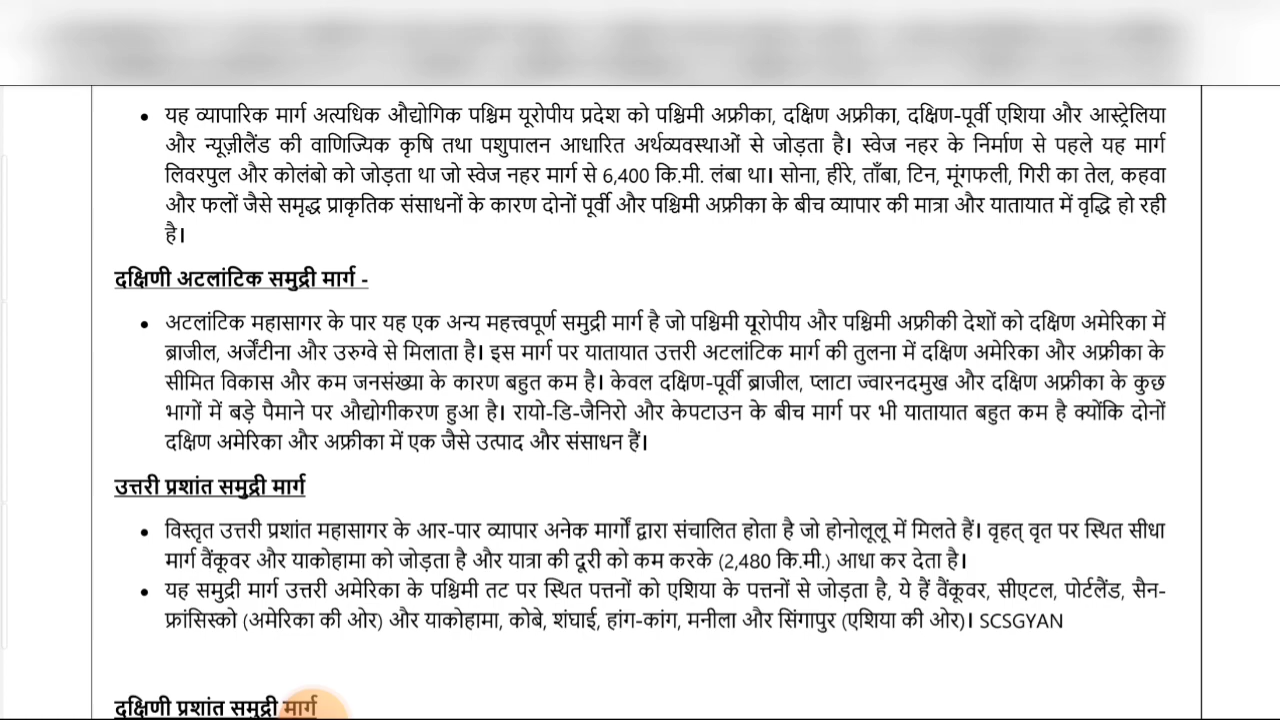 • यह व्यापारिक मार्ग अत्यधिक औद्योगिक पश्चिम यूरोपीय प्रदेश को पश्चिमी अफ्रीका, दक्षिण अफ्रीका, दक्षिण-पूर्वी एशिया और आस्ट्रेलिया
और न्यूज़ीलैंड की वाणिज्यिक कृषि तथा पशुपालन आधारित अर्थव्यवस्थाओं से जोड़ता है। स्वेज नहर के निर्माण से पहले यह मार्ग
लिवरपुल और कोलंबो को जोड़ता था जो स्वेज नहर मार्ग से 6,400 कि.मी. लंबा था। सोना, हीरे, ताँबा, टिन, मूंगफली, गिरी का तेल, कहवा
और फलों जैसे समृद्ध प्राकृतिक संसाधनों के कारण दोनों पूर्वी और पश्चिमी अफ्रीका के बीच व्यापार की मात्रा और यातायात में वृद्धि हो रही
है।
दक्षिणी अटलांटिक समुद्री मार्ग -
• अटलांटिक महासागर के पार यह एक अन्य महत्त्वपूर्ण समुद्री मार्ग है जो पश्चिमी यूरोपीय और पश्चिमी अफ्रीकी देशों को दक्षिण अमेरिका में
ब्राजील, अर्जेंटीना और उरुग्वे से मिलाता है। इस मार्ग पर यातायात उत्तरी अटलांटिक मार्ग की तुलना में दक्षिण अमेरिका और अफ्रीका के
सीमित विकास और कम जनसंख्या के कारण बहुत कम है। केवल दक्षिण-पूर्वी ब्राजील, प्लाटा ज्वारनदमुख और दक्षिण अफ्रीका के कुछ
भागों में बड़े पैमाने पर औद्योगीकरण हुआ है। रायो-डि-जैनिरो और केपटाउन के बीच मार्ग पर भी यातायात बहुत कम है क्योंकि दोनों
दक्षिण अमेरिका और अफ्रीका में एक जैसे उत्पाद और संसाधन हैं।
उत्तरी प्रशांत समुद्री मार्ग
• विस्तृत उत्तरी प्रशांत महासागर के आर-पार व्यापार अनेक मार्गों द्वारा संचालित होता है जो होनोलूलू में मिलते हैं। वृहत् वृत पर स्थित सीधा
मार्ग वैंकूवर और याकोहामा को जोड़ता है और यात्रा की दूरी को कम करके (2,480 कि.मी.) आधा कर देता है।
• यह समुद्री मार्ग उत्तरी अमेरिका के पश्चिमी तट पर स्थित पत्तनों को एशिया के पत्तनों से जोड़ता है, ये हैं वैंकूवर, सीएटल, पोर्टलैंड, सैन-
फ्रांसिस्को (अमेरिका की ओर) और याकोहामा, कोबे, शंघाई, हांग-कांग, मनीला और सिंगापुर (एशिया की ओर)। SCSGYAN
दक्षिणी प्रशांत समुद्री मार्ग